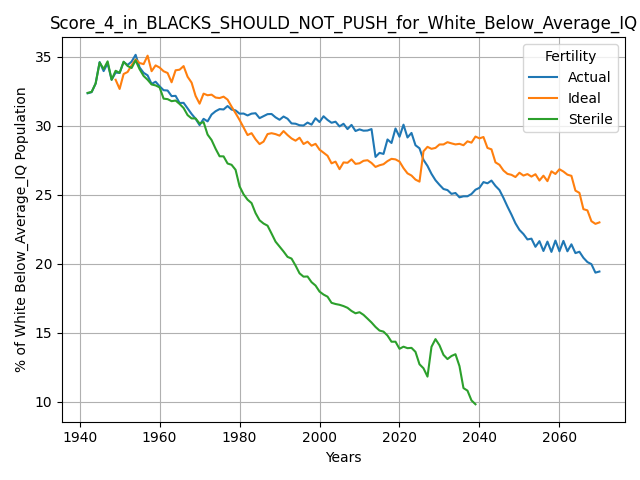 Score_4_in_BLACKS_SHOULD_NOT_PUSH_for_White_Below_Average_IQ
% of White Below_Average_IQ Population
35
30
25
20
15
10
Fertility
Actual
Ideal
Sterile
1940 1960 1980 2000 2020 2040 2060
Years